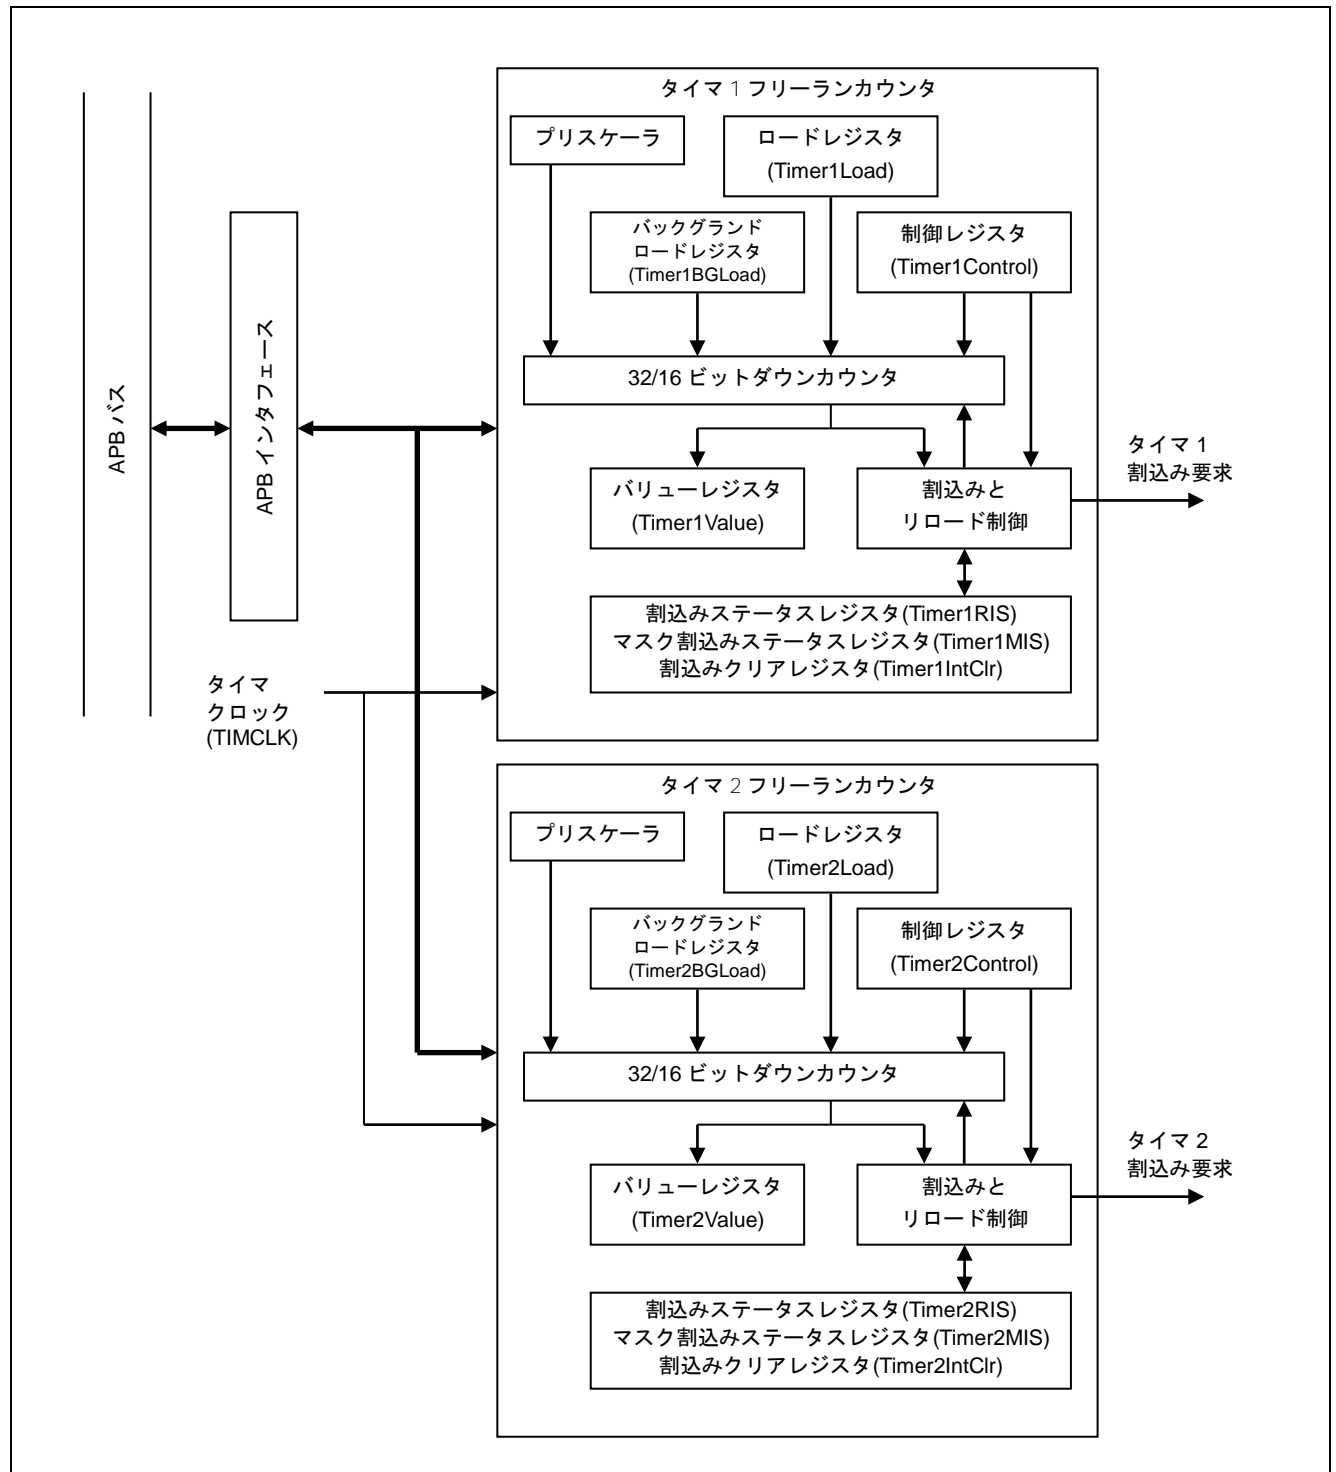 APB バス
APB インタフェース
タイマ
クロック
(TIMCLK)
タイマ 1 フリーランカウンタ
プリスケーラ
ロードレジスタ
(Timer1Load)
バックグランド
ロードレジスタ
(Timer1BGLoad)
制御レジスタ
(Timer1Control)
32/16 ビットダウンカウンタ
バリューレジスタ
(Timer1Value)
割込みと
リロード制御
タイマ 1
割込み要求
割込みステータスレジスタ(Timer1RIS)
マスク割込みステータスレジスタ(Timer1MIS)
割込みクリアレジスタ(Timer1IntClr)
タイマ 2 フリーランカウンタ
プリスケーラ
ロードレジスタ
(Timer2Load)
バックグランド
ロードレジスタ
(Timer2BGLoad)
制御レジスタ
(Timer2Control)
32/16 ビットダウンカウンタ
バリューレジスタ
(Timer2Value)
割込みと
リロード制御
タイマ 2
割込み要求
割込みステータスレジスタ(Timer2RIS)
マスク割込みステータスレジスタ(Timer2MIS)
割込みクリアレジスタ(Timer2IntClr)